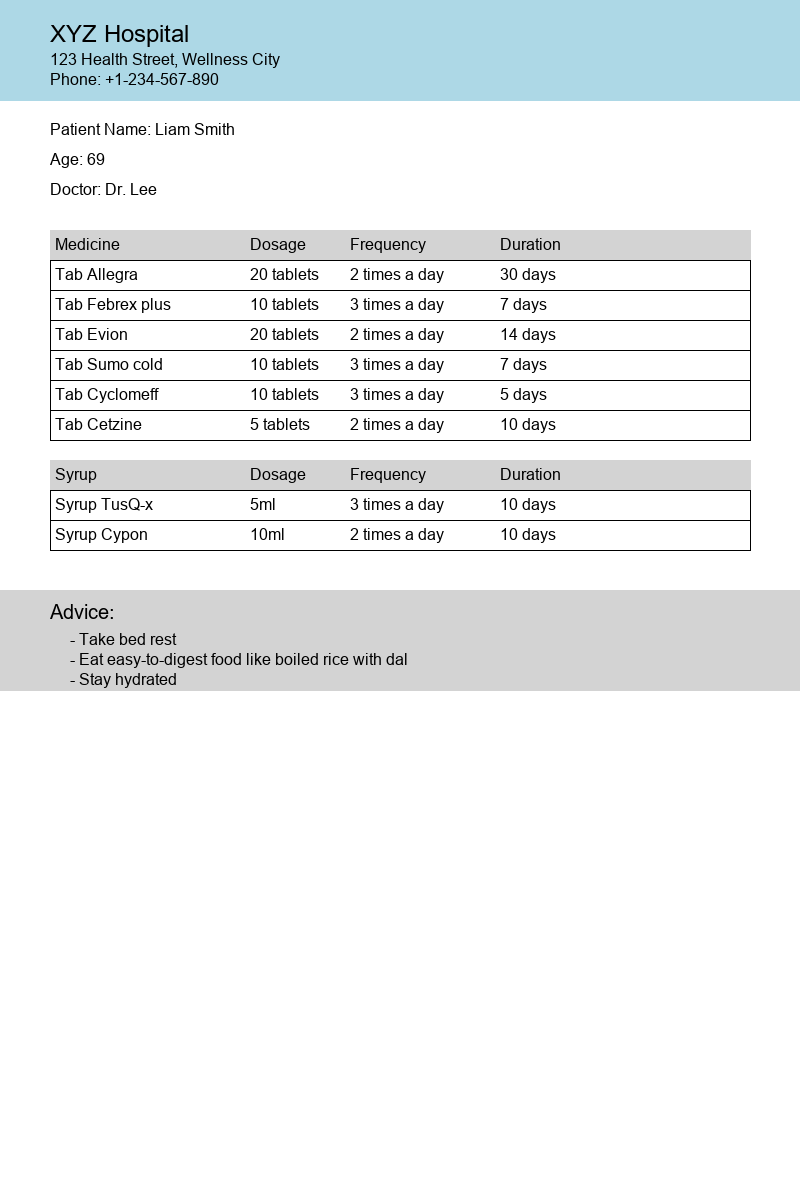 XYZ Hospital
123 Health Street, Wellness City
Phone: +1-234-567-890
Patient Name: Liam Smith
Age: 69
Doctor: Dr. Lee
Medicine Dosage Frequency Duration
Tab Allegra 20 tablets 2 times a day 30 days
Tab Febrex plus 10 tablets 3 times a day 7 days
Tab Evion 20 tablets 2 times a day 14 days
Tab Sumo cold 10 tablets 3 times a day 7 days
Tab Cyclomeff 10 tablets 3 times a day 5 days
Tab Cetzine 5 tablets 2 times a day 10 days
Syrup Dosage Frequency Duration
Syrup TusQ-x 5ml 3 times a day 10 days
Syrup Cypon 10ml 2 times a day 10 days
Advice:
- Take bed rest
- Eat easy-to-digest food like boiled rice with dal
- Stay hydrated